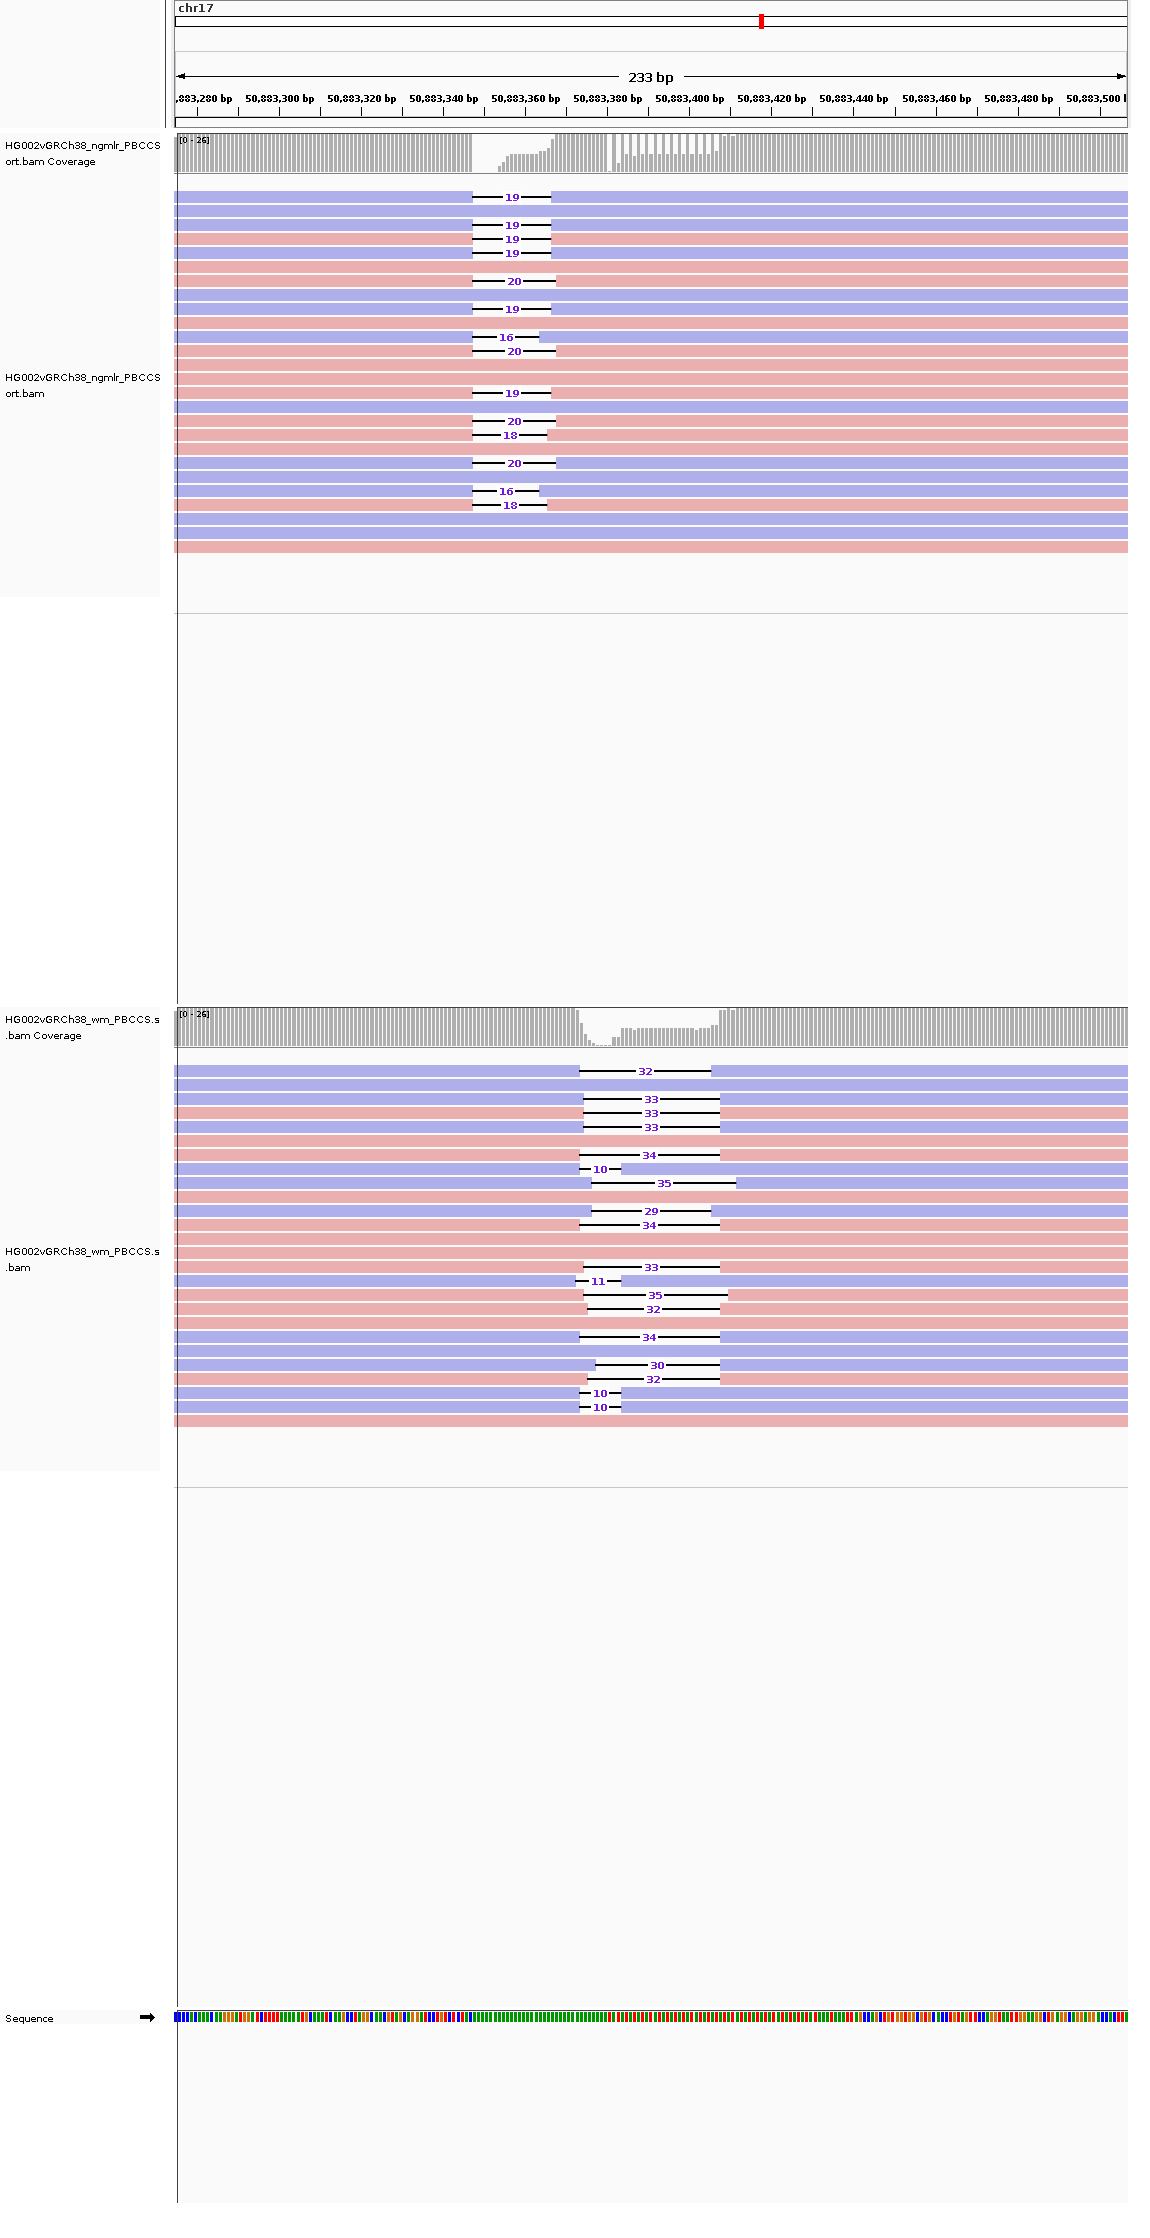 chr17
233 bp
,883,280 bp 50,883,300 bp 50,883,320 bp 50,883,340 bp 50,883,360 bp 50,883,380 bp 50,883,400 bp 50,883,420 bp 50,883,440 bp 50,883,460 bp 50,883,480 bp 50,883,500 l
HG002vGRCh38_ngmlr_PBCCS
ort.bam Coverage
[0 - 26]
19
19
19
19
20
19
16
20
HG002vGRCh38_ngmlr_PBCCS
ort.bam
19
20
18
20
16
18
HG002vGRCh38_wm_PBCCS.s
.bam Coverage
[0 - 26]
32
33
33
33
34
10
35
29
34
HG002vGRCh38_wm_PBCCS.s
.bam
33
11
35
32
34
30
32
10
10
Sequence